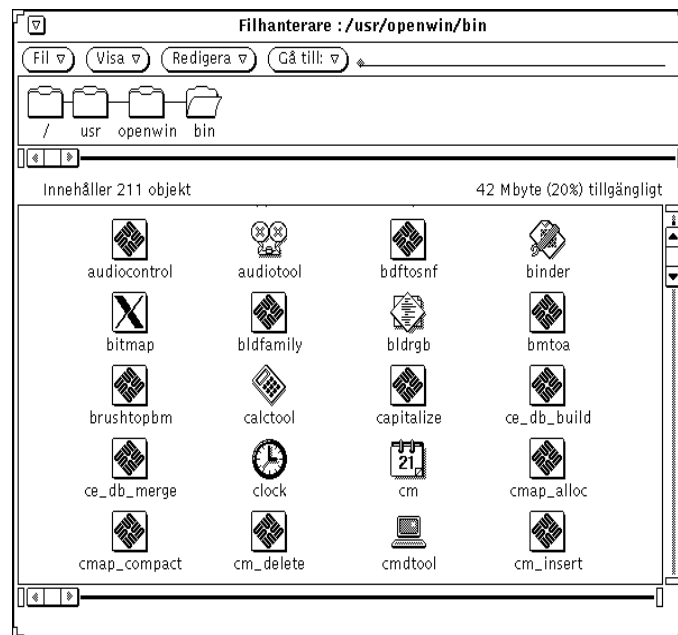 Filhanterare : /usr/openwin/bin
Fil Visa Redigera Gå till:
/ usr openwin bin
Innehåller 211 objekt 42 Mbyte (20%) tillgängligt
audiocontrol audiotool bdftosnf binder
bitmap bldfamily bldrgb bmtoa
brushtopbm calctool capitalize ce_db_build
21
ce_db_merge clock cm cmap_alloc
cmap_compact cm_delete cmdtool cm_insert